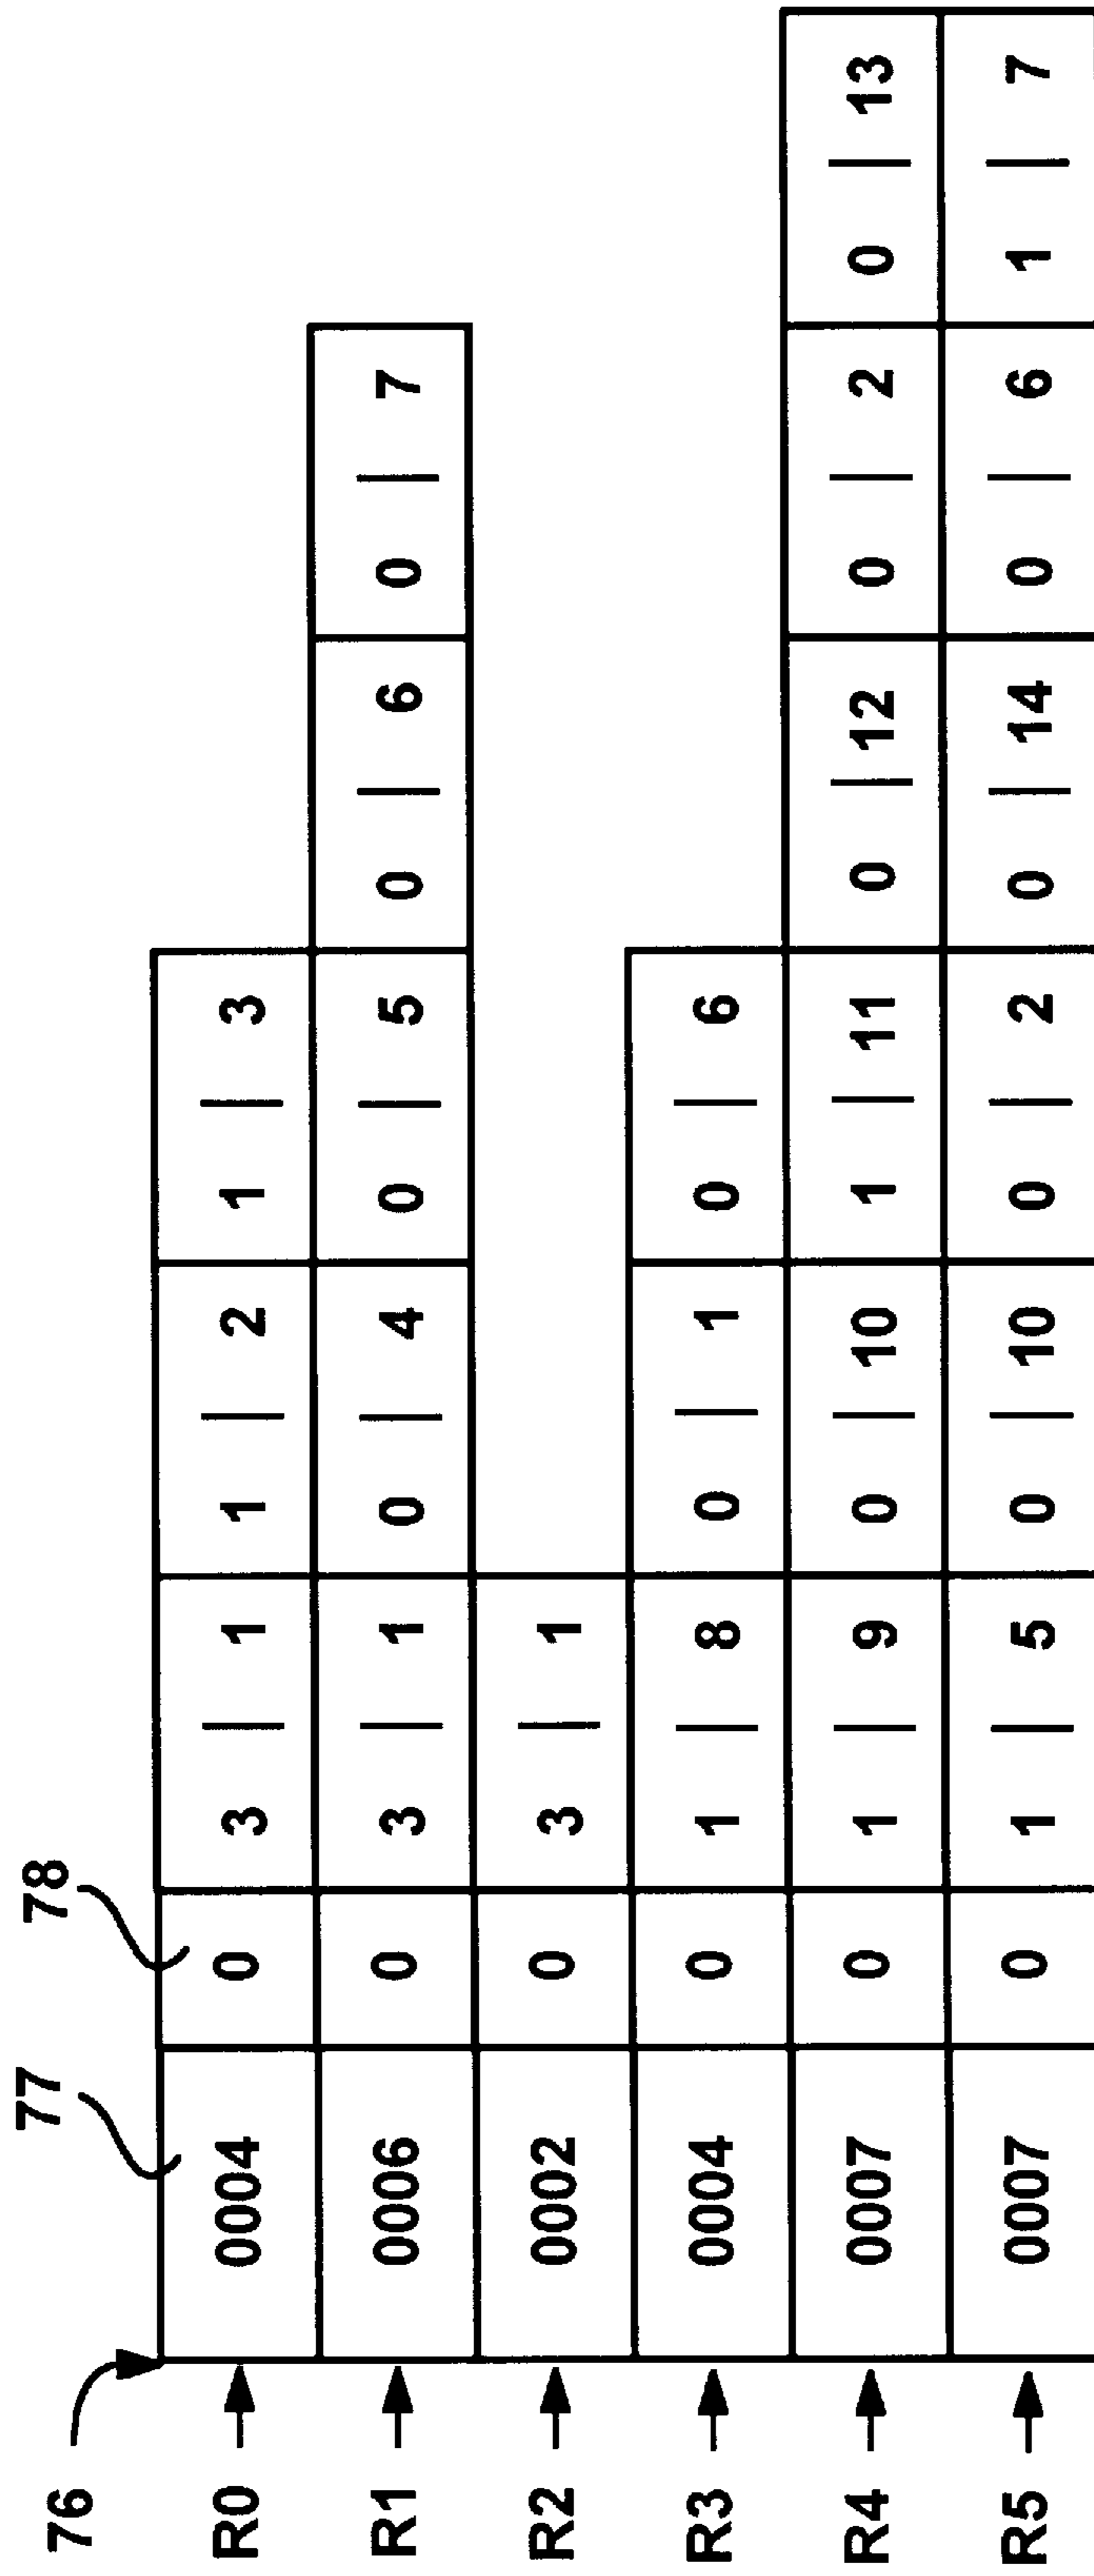 76
77
78
R0 0004 0 3 | 1 1 | 2 1 | 3
R1 0006 0 3 | 1 0 | 4 0 | 5 0 | 6 0 | 7
R2 0002 0 3 | 1
R3 0004 0 1 | 8 0 | 1 0 | 6
R4 0007 0 1 | 9 0 | 10 1 | 11 0 | 12 0 | 2 0 | 13
R5 0007 0 1 | 5 0 | 10 0 | 2 0 | 14 0 | 6 1 | 7